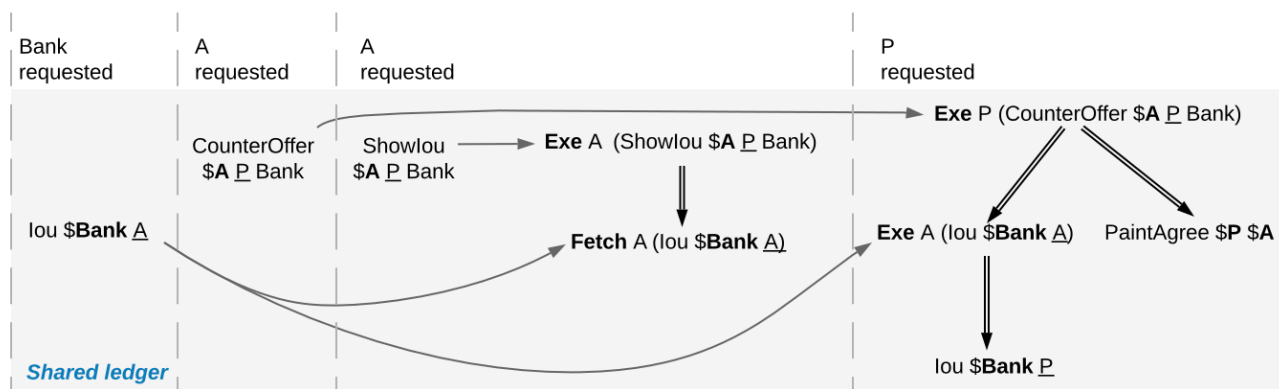 Bank
requested
A
requested
A
requested
P
requested
Exe P (CounterOffer $A P Bank)
CounterOffer
$A P Bank
ShowIou
$A P Bank
Exe A (ShowIou $A P Bank)
Iou $Bank A
Fetch A (Iou $Bank A)
Exe A (Iou $Bank A)
PaintAgree $P $A
Iou $Bank P
Shared ledger